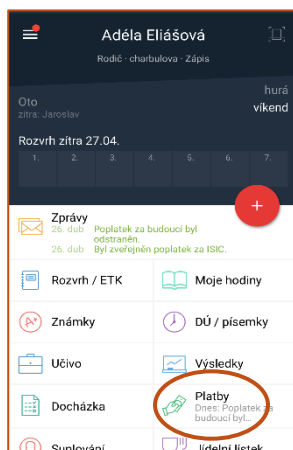 Adéla Eliášová
Rodič - charbulova - Zápis
Oto
hurá
zítra: Jaroslav
víkend
Rozvrh zítra 27.04.
1. 2. 3. 4. 5. 6. 7.
+
Zprávy
26. dub Poplatek za budoucí byl
odstraněn.
26. dub Byl zveřejněn poplatek za ISIC.
Rozvrh / ETK
Moje hodiny
Známky
DÚ / písemky
Učivo
Výsledky
Docházka
Platby
Dnes: Poplatek za
budoucí byl...
Suplování
Jídelní lístek